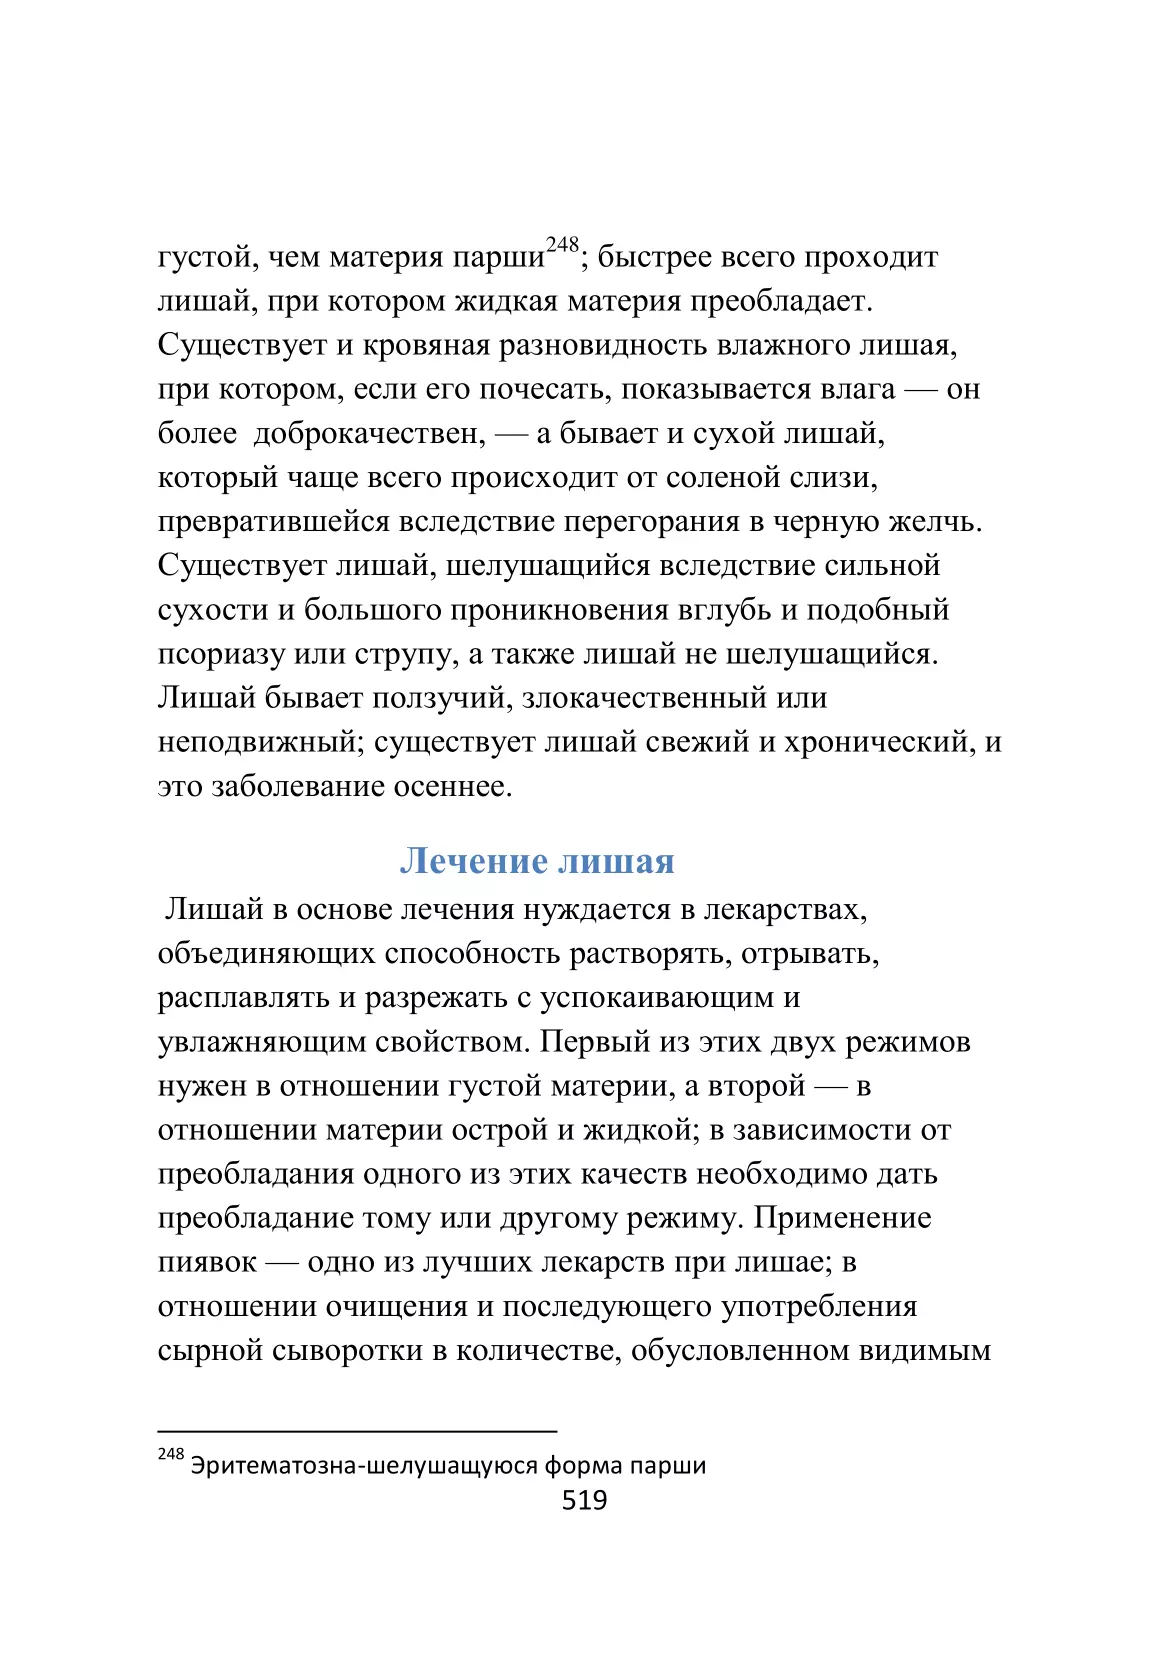 густой, чем материя парши²⁴⁸; быстрее всего проходит
лишай, при котором жидкая материя преобладает.
Существует и кровяная разновидность влажного лишая,
при котором, если его почесать, показывается влага — он
более  доброкачествен, — а бывает и сухой лишай,
который чаще всего происходит от соленой слизи,
превратившейся вследствие перегорания в черную желчь.
Существует лишай, шелушащийся вследствие сильной
сухости и большого проникновения вглубь и подобный
псориазу или струпу, а также лишай не шелушащийся.
Лишай бывает ползучий, злокачественный или
неподвижный; существует лишай свежий и хронический, и
это заболевание осеннее.
Лечение лишая
Лишай в основе лечения нуждается в лекарствах,
объединяющих способность растворять, отрывать,
расплавлять и разрежать с успокаивающим и
увлажняющим свойством. Первый из этих двух режимов
нужен в отношении густой материи, а второй — в
отношении материи острой и жидкой; в зависимости от
преобладания одного из этих качеств необходимо дать
преобладание тому или другому режиму. Применение
пиявок — одно из лучших лекарств при лишае; в
отношении очищения и последующего употребления
сырной сыворотки в количестве, обусловленном видимым
²⁴⁸ Эритематозна-шелушащуюся форма парши
519